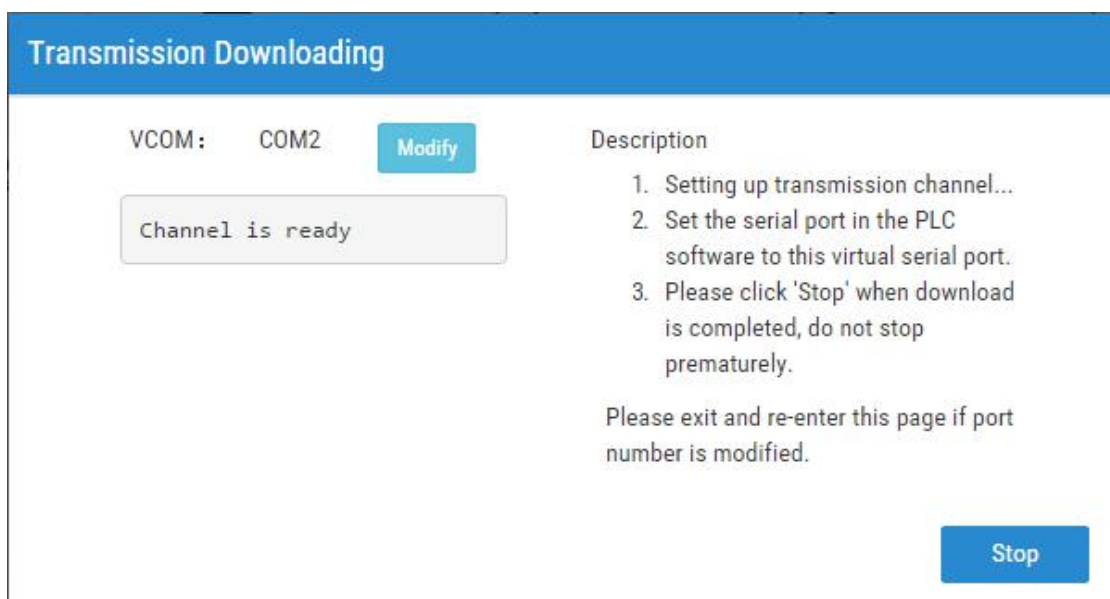 Transmission Downloading
VCOM: COM2 Modify
Channel is ready
Description
1. Setting up transmission channel...
2. Set the serial port in the PLC
software to this virtual serial port.
3. Please click 'Stop' when download
is completed, do not stop
prematurely.
Please exit and re-enter this page if port
number is modified.
Stop